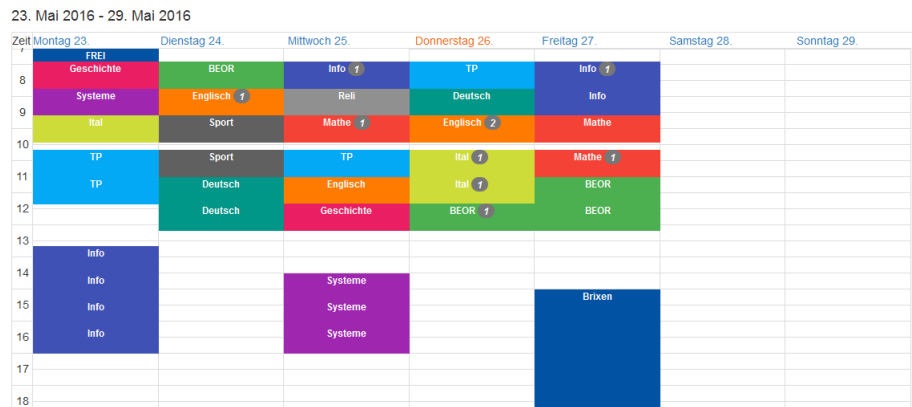 23. Mai 2016 - 29. Mai 2016
Zeit Montag 23. Dienstag 24. Mittwoch 25. Donnerstag 26. Freitag 27. Samstag 28. Sonntag 29.
7 FREI
Geschichte BEOR Info 1 TP Info 1
8
Systeme Englisch 1 Reli Deutsch Info
9
Ital Sport Mathe 1 Englisch 2 Mathe
10
TP Sport TP Ital 1 Mathe 1
11
TP Deutsch Englisch Ital 1 BEOR
12
Deutsch Geschichte BEOR 1 BEOR
13
Info
14
Info Systeme
Brixen
15
Info Systeme
16
Info Systeme
17
18